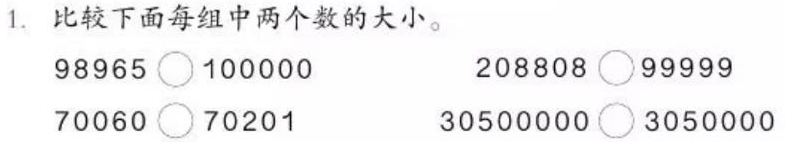 1. 比较下面每组中两个数的大小。
98965 ○ 100000 208808 ○ 99999
70060 ○ 70201 30500000 ○ 3050000